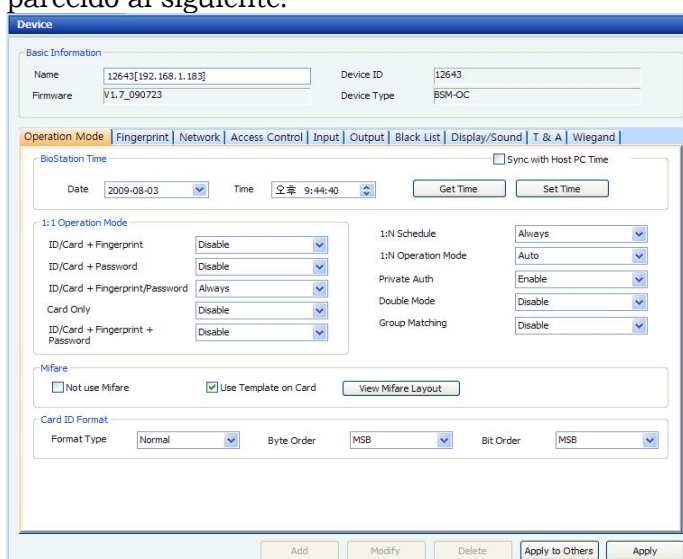 parecido al siguiente.
Device
Basic Information
Name 12643[192.168.1.183] Device ID 12643
Firmware V1.7_090723 Device Type BSM-OC
Operation Mode Fingerprint Network Access Control Input Output Black List Display/Sound T & A Wiegand
BioStation Time Sync with Host PC Time
Date 2009-08-03 Time 오후 9:44:40 Get Time Set Time
1:1 Operation Mode
ID/Card + Fingerprint Disable
ID/Card + Password Disable
ID/Card + Fingerprint/Password Always
Card Only Disable
ID/Card + Fingerprint +
Password Disable
1:N Schedule Always
1:N Operation Mode Auto
Private Auth Enable
Double Mode Disable
Group Matching Disable
Mifare
Not use Mifare Use Template on Card View Mifare Layout
Card ID Format
Format Type Normal Byte Order MSB Bit Order MSB
Add Modify Delete Apply to Others Apply